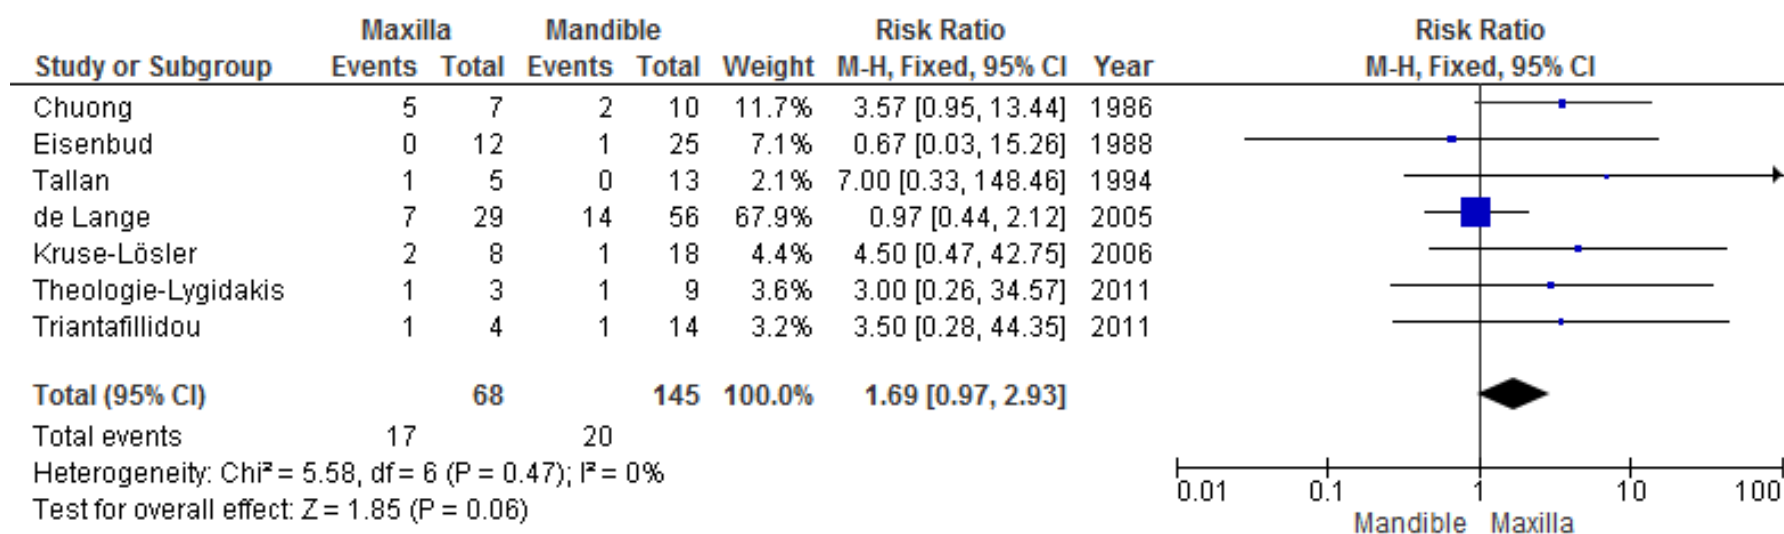 Maxilla Mandible Risk Ratio Risk Ratio
Study or Subgroup Events Total Events Total Weight M-H, Fixed, 95% CI Year M-H, Fixed, 95% CI
Chuong 5 7 2 10 11.7% 3.57 [0.95, 13.44] 1986
Eisenbud 0 12 1 25 7.1% 0.67 [0.03, 15.26] 1988
Tallan 1 5 0 13 2.1% 7.00 [0.33, 148.46] 1994
de Lange 7 29 14 56 67.9% 0.97 [0.44, 2.12] 2005
Kruse-Lösler 2 8 1 18 4.4% 4.50 [0.47, 42.75] 2006
Theologie-Lygidakis 1 3 1 9 3.6% 3.00 [0.26, 34.57] 2011
Triantafillidou 1 4 1 14 3.2% 3.50 [0.28, 44.35] 2011
Total (95% CI) 68 145 100.0% 1.69 [0.97, 2.93]
Total events 17 20
Heterogeneity: Chi² = 5.58, df = 6 (P = 0.47); I² = 0%
Test for overall effect: Z = 1.85 (P = 0.06)
0.01 0.1 1 10 100
Mandible Maxilla